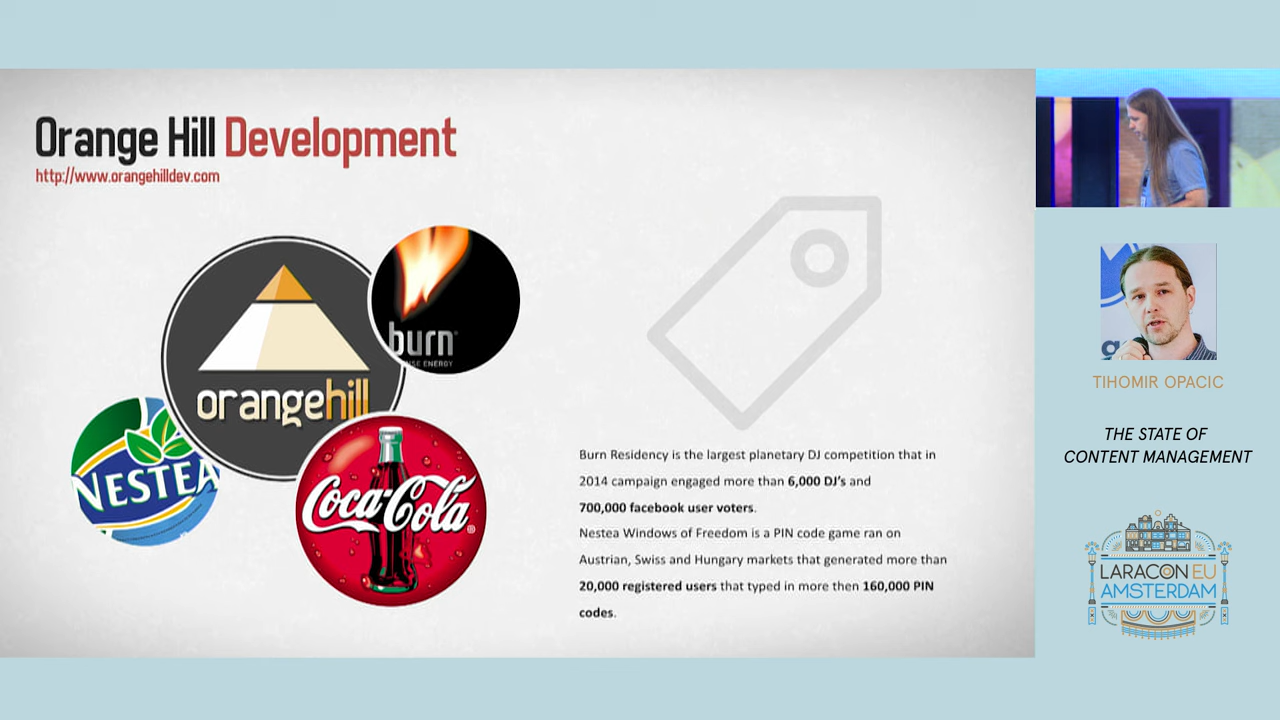 Orange Hill Development
http://www.orangehilldev.com
burn
NSE ENERGY
orangehill
NESTEA
Coca-Cola
Burn Residency is the largest planetary DJ competition that in
2014 campaign engaged more than 6,000 DJ's and
700,000 facebook user voters.
Nestea Windows of Freedom is a PIN code game ran on
Austrian, Swiss and Hungary markets that generated more than
20,000 registered users that typed in more then 160,000 PIN
codes.
TIHOMIR OPACIC
THE STATE OF
CONTENT MANAGEMENT
LARACON EU
AMSTERDAM